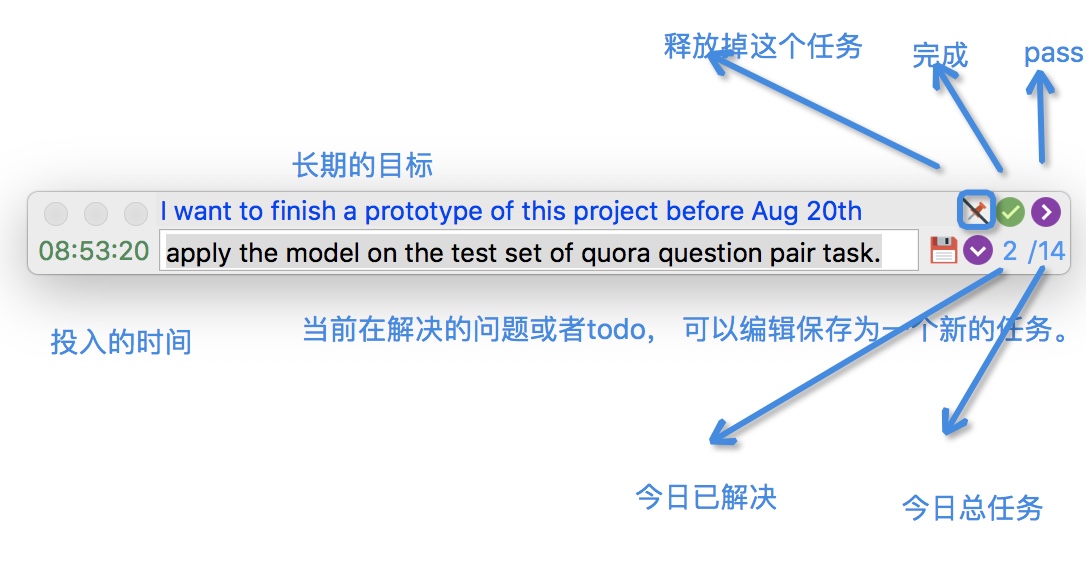 释放掉这个任务
完成
pass
长期的目标
I want to finish a prototype of this project before Aug 20th
08:53:20
apply the model on the test set of quora question pair task.
2 /14
投入的时间
当前在解决的问题或者todo， 可以编辑保存为一个新的任务。
今日已解决
今日总任务